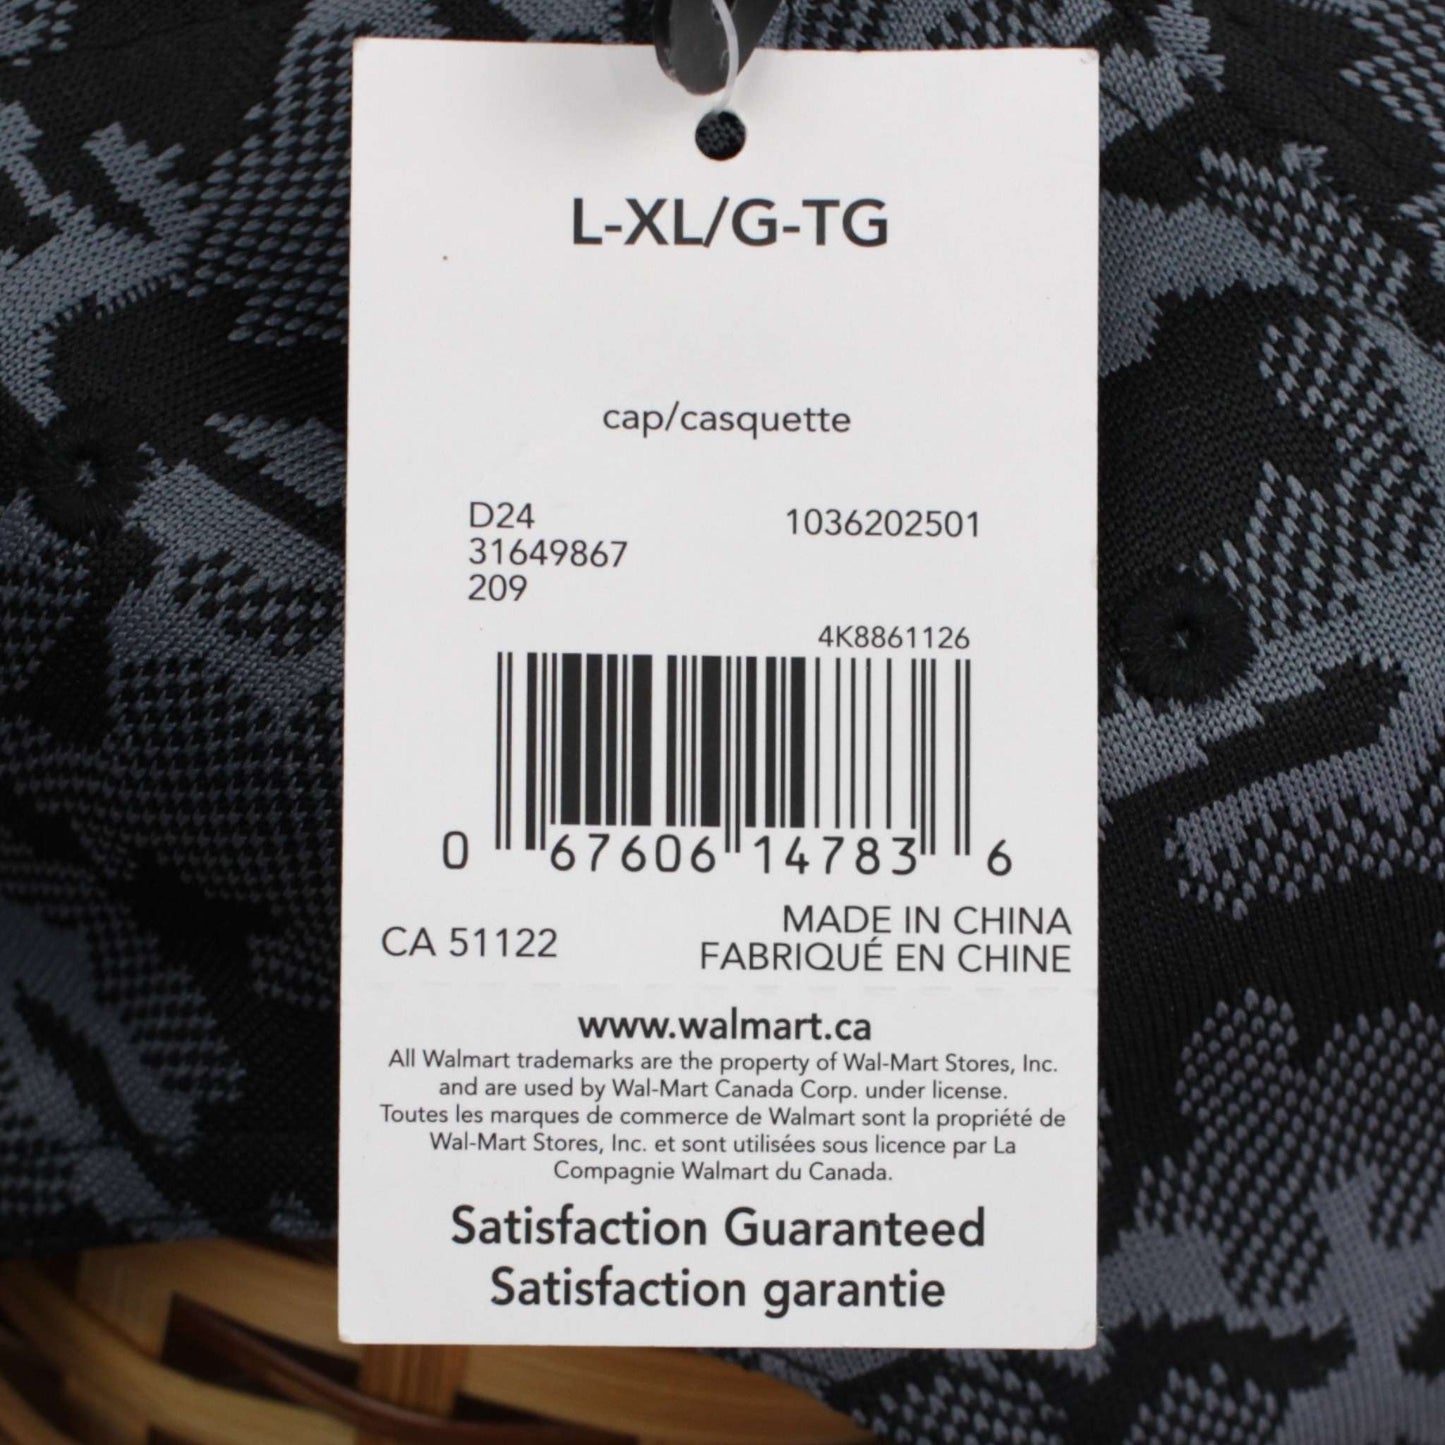 L-XL/G-TG
cap/casquette
D24
1036202501
31649867
209
4K8861126
0 67606 14783 6
CA 51122
MADE IN CHINA
FABRIQUÉ EN CHINE
www.walmart.ca
All Walmart trademarks are the property of Wal-Mart Stores, Inc.
and are used by Wal-Mart Canada Corp. under license.
Toutes les marques de commerce de Walmart sont la propriété de
Wal-Mart Stores, Inc. et sont utilisées sous licence par La
Compagnie Walmart du Canada.
Satisfaction Guaranteed
Satisfaction garantie